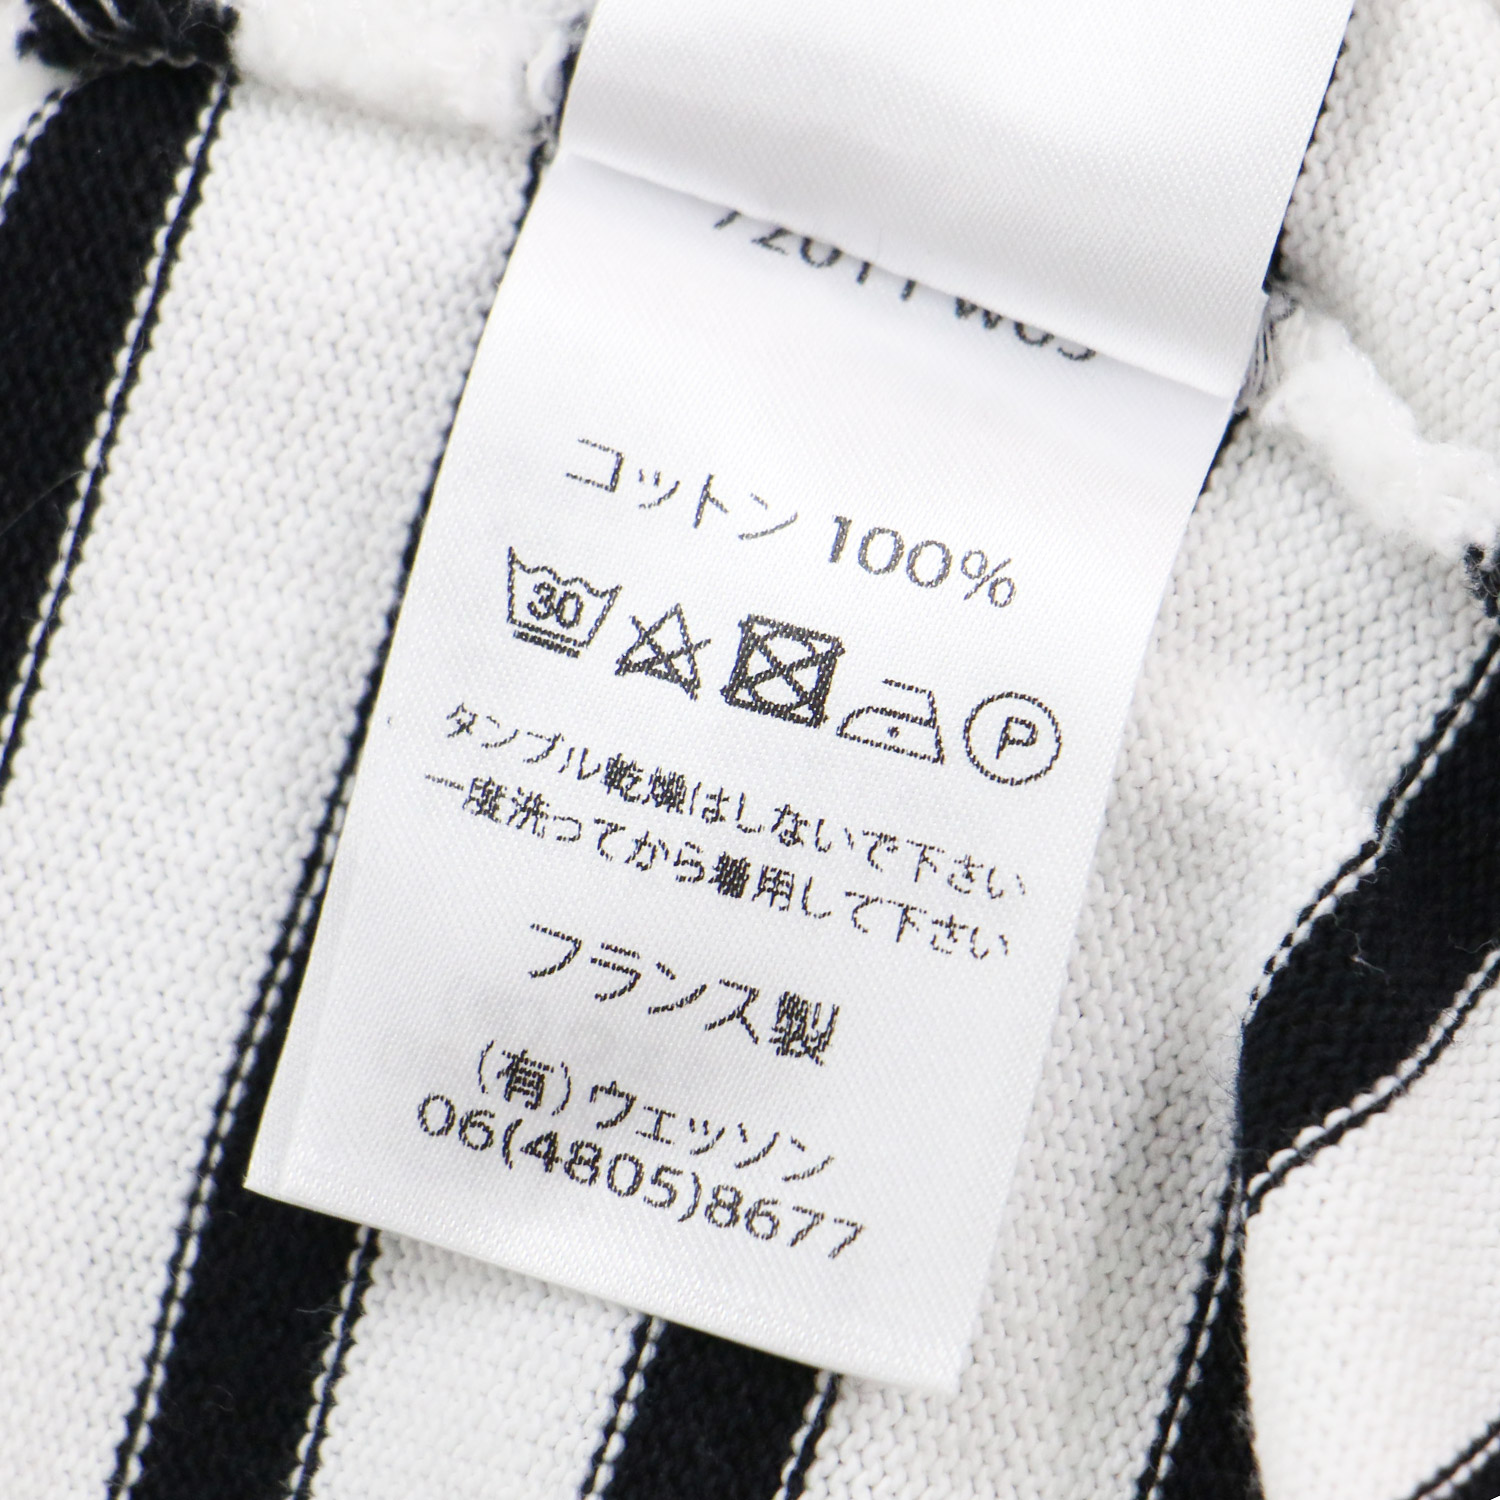 コットン 100%
30
P
タンブル乾燥はしないで下さい
一度洗ってから着用して下さい
フランス製
(有)ウェッソン
06(4805)8677